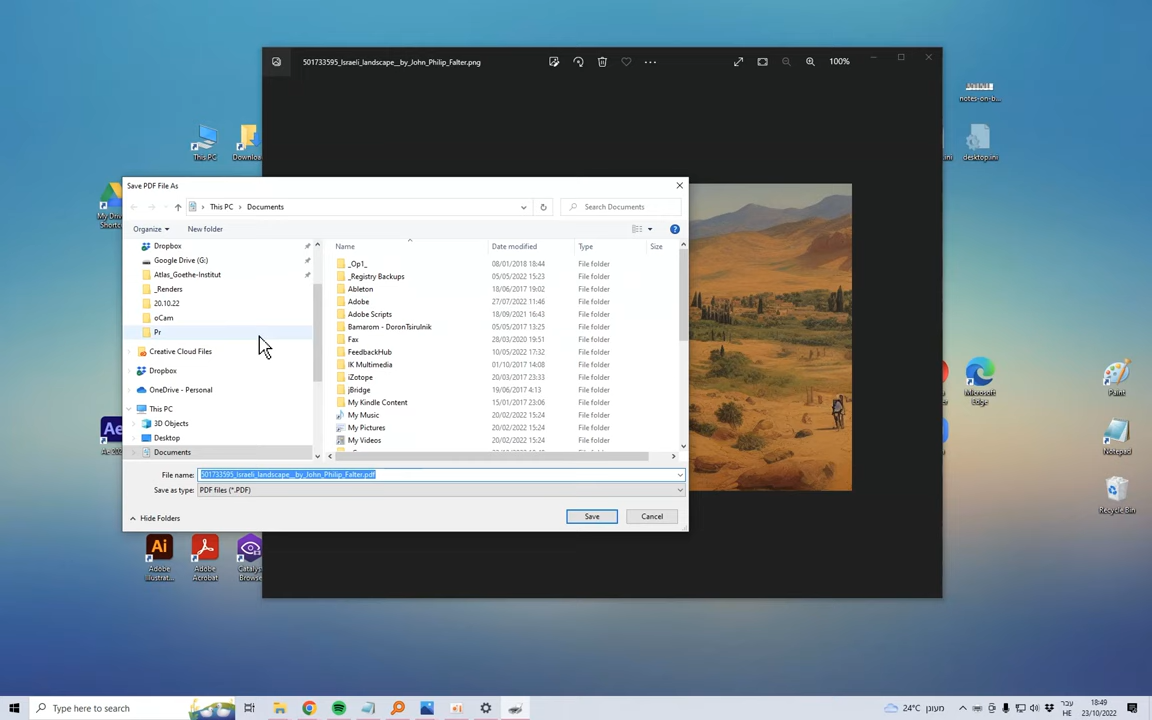 501733595_Israeli_landscape__by_John_Philip_Falter.png
100%
notes-on-b...
This PC
desktop.ini
Save PDF File As
This PC > Documents
Search Documents
Organize
New folder
Dropbox
Google Drive (G:)
Atlas_Goethe-Institut
_Renders
20.10.22
oCam
Pr
Creative Cloud Files
Dropbox
OneDrive - Personal
This PC
3D Objects
Desktop
Documents
Name Date modified Type Size
_Op1_ 08/01/2018 18:44 File folder
_Registry Backups 05/05/2022 15:23 File folder
Ableton 18/06/2017 19:02 File folder
Adobe 27/07/2022 11:46 File folder
Adobe Scripts 18/09/2021 16:43 File folder
Bamarom - DoronTsirulnik 05/05/2017 13:25 File folder
Fax 28/03/2020 19:51 File folder
FeedbackHub 10/05/2022 17:32 File folder
IK Multimedia 01/10/2017 14:08 File folder
iZotope 20/03/2017 23:33 File folder
jBridge 19/06/2017 4:13 File folder
My Kindle Content 15/01/2017 23:06 File folder
My Music 20/02/2022 15:24 File folder
My Pictures 20/02/2022 15:24 File folder
My Videos 20/02/2022 15:24 File folder
File name: 501733595_Israeli_landscape__by_John_Philip_Falter.pdf
Save as type: PDF files (*.PDF)
Hide Folders
Save
Cancel
Microsoft
Edge
Paint
Notepad
Recycle Bin
Ai
Adobe
Illustrat...
Adobe
Acrobat
Catalyst
Browse
Ae
Type here to search
24°C מעונן
עבר
HE
18:49
23/10/2022